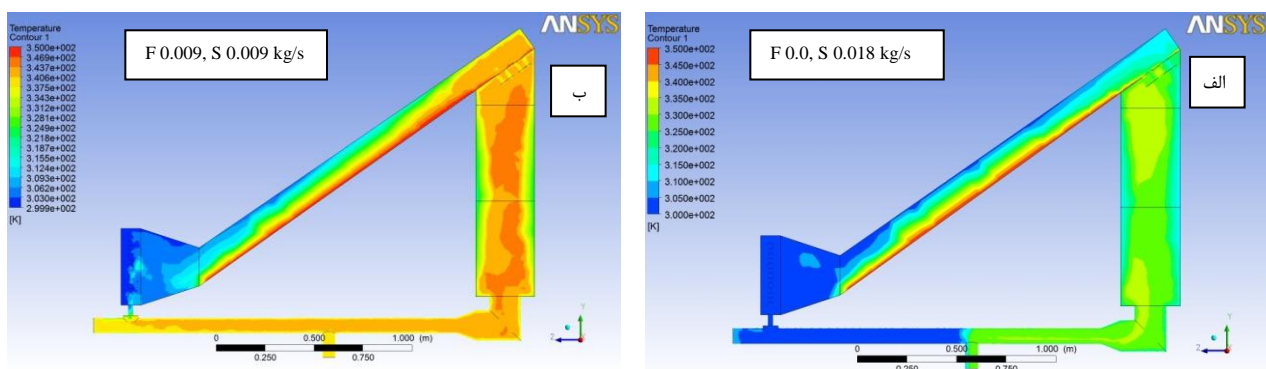 Temperature
Contour 1
3.500e+002
3.469e+002
3.437e+002
3.406e+002
3.375e+002
3.343e+002
3.312e+002
3.281e+002
3.249e+002
3.218e+002
3.187e+002
3.155e+002
3.124e+002
3.093e+002
3.062e+002
3.030e+002
2.999e+002
[K]
F 0.009, S 0.009 kg/s
ANSYS
ب
0
0.500
1.000 (m)
0.250
0.750
Y
Z
Temperature
Contour 1
3.500e+002
3.450e+002
3.400e+002
3.350e+002
3.300e+002
3.250e+002
3.200e+002
3.150e+002
3.100e+002
3.050e+002
3.000e+002
[K]
F 0.0, S 0.018 kg/s
ANSYS
الف
0
0.500
1.000 (m)
0.250
0.750
Y
Z